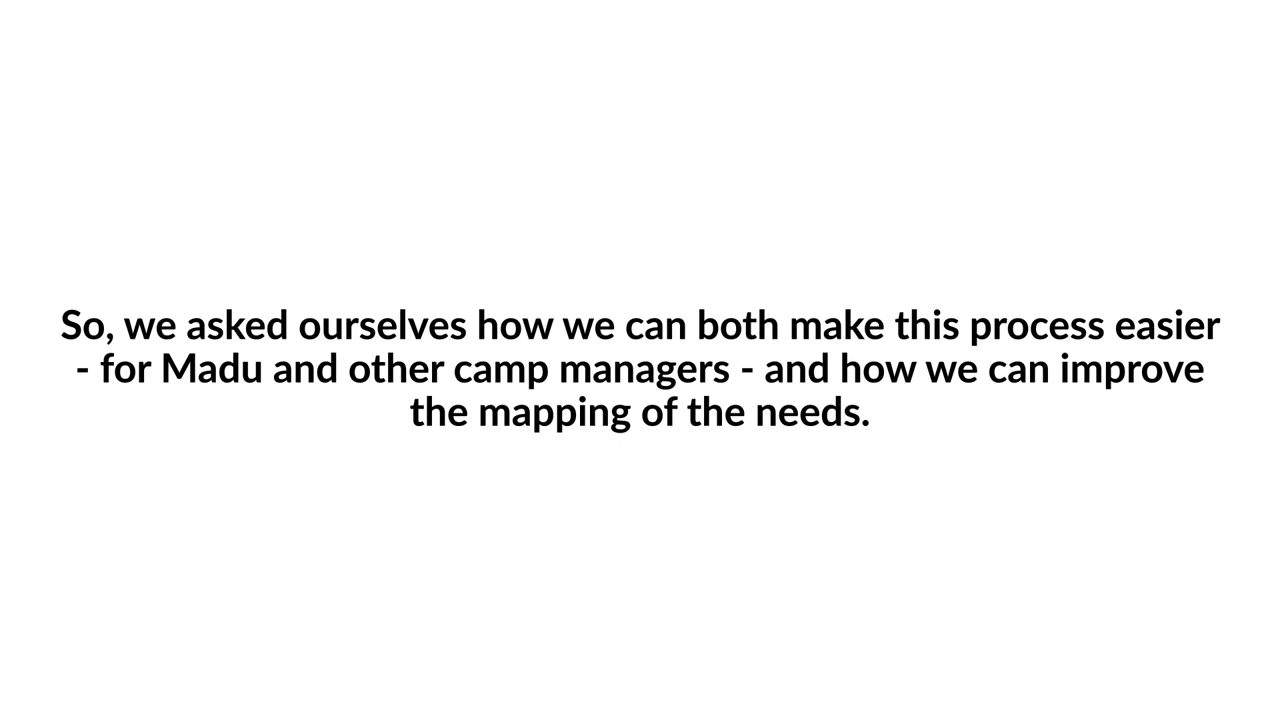 So, we asked ourselves how we can both make this process easier
- for Madu and other camp managers - and how we can improve
the mapping of the needs.